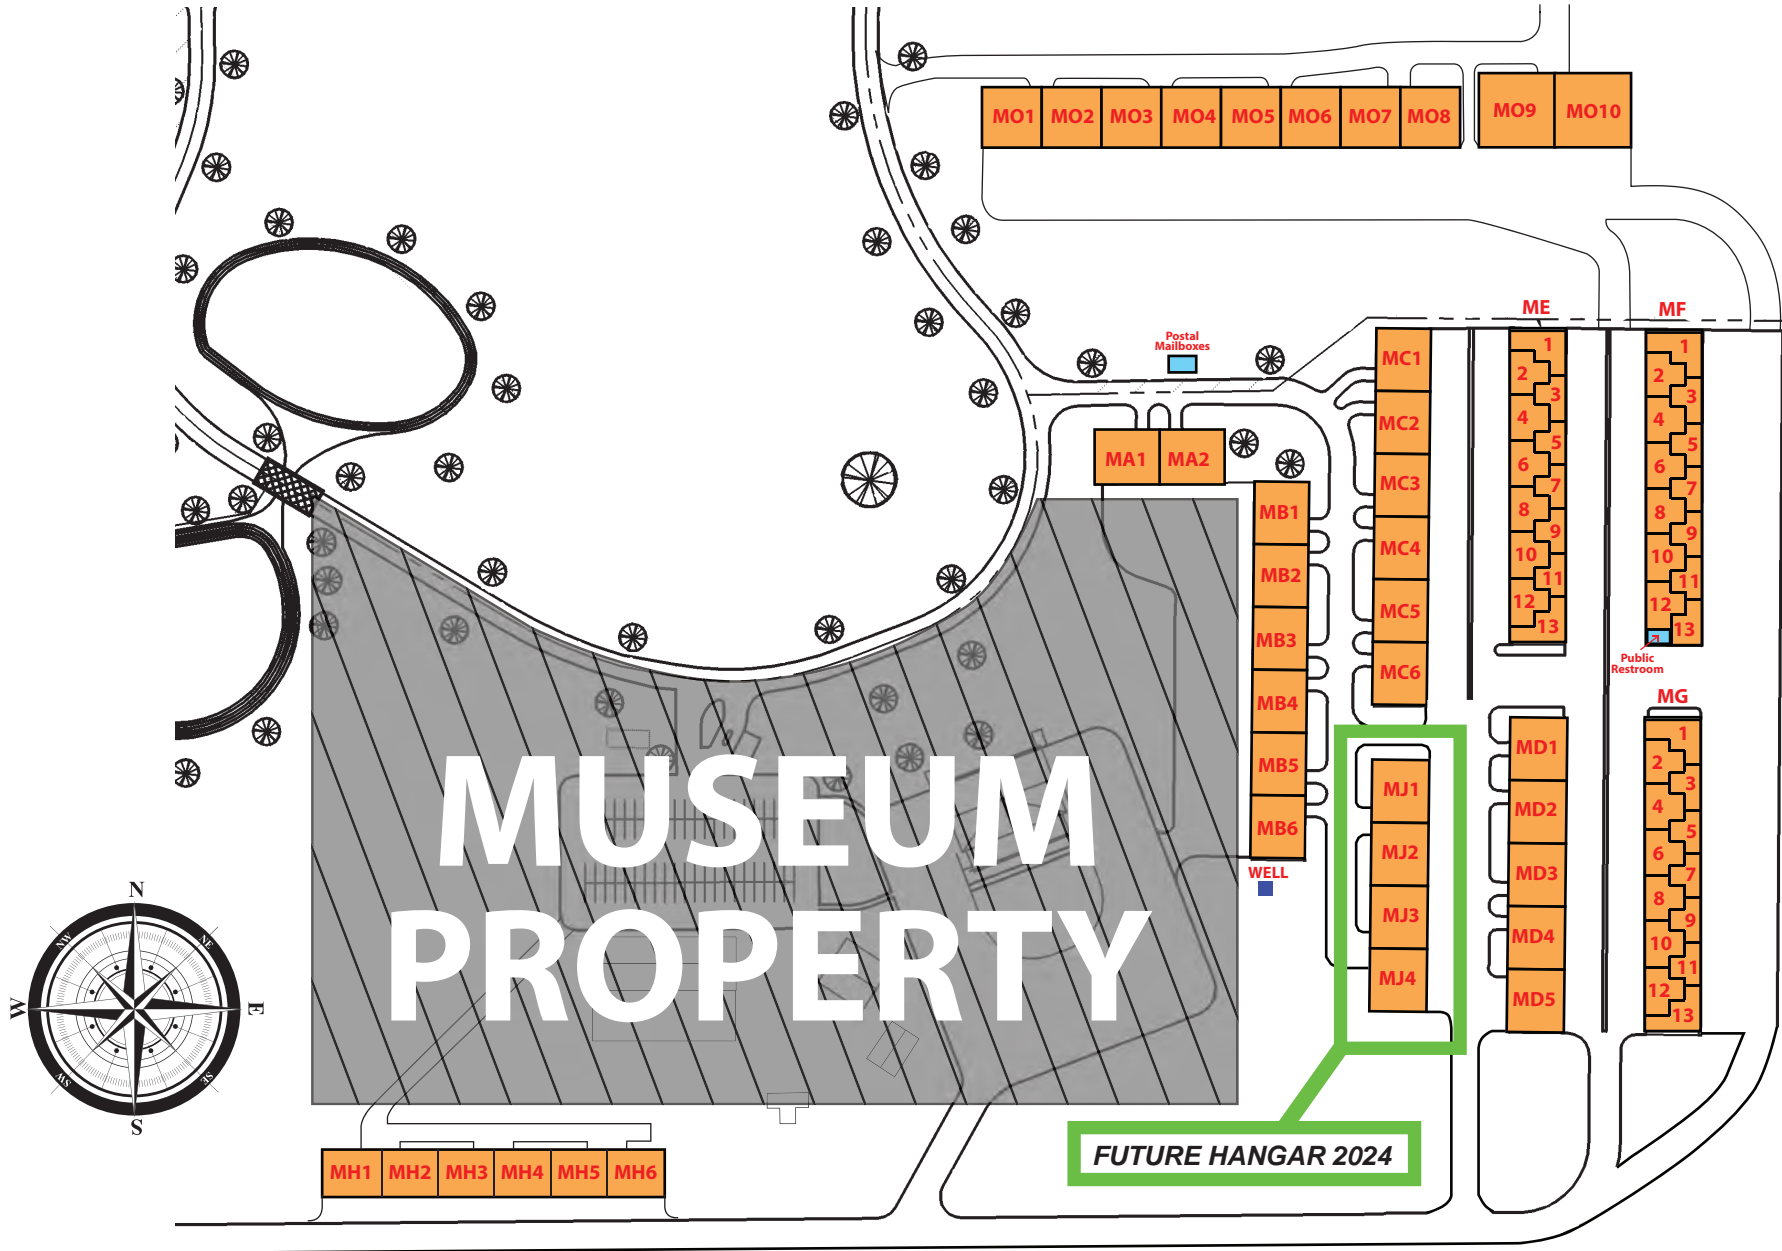 MO1 MO2 MO3 MO4 MO5 MO6 MO7 MO8 MO9 MO10
ME
MF
Postal
Mailboxes
MA1 MA2
MB1
MB2
MB3
MB4
MB5
MB6
WELL
MC1
MC2
MC3
MC4
MC5
MC6
MJ1
MJ2
MJ3
MJ4
1
2
3
4
5
6
7
8
9
10
11
12
13
1
2
3
4
5
6
7
8
9
10
11
12
13
Public
Restroom
MD1
MD2
MD3
MD4
MD5
MG
1
2
3
4
5
6
7
8
9
10
11
12
13
MUSEUM
PROPERTY
N
NW
NE
W
E
SW
SE
S
MH1 MH2 MH3 MH4 MH5 MH6
FUTURE HANGAR 2024